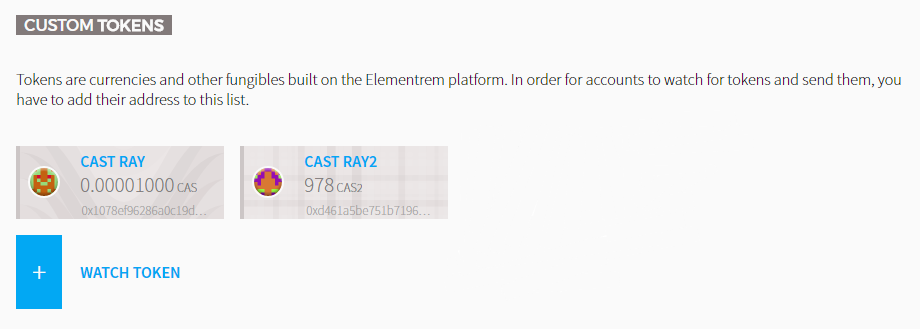 CUSTOM TOKENS
Tokens are currencies and other fungibles built on the Elementrem platform. In order for accounts to watch for tokens and send them, you
have to add their address to this list.
CAST RAY
0.00001000 CAS
0x1078ef96286a0c19d...
CAST RAY2
978 CAS2
0xd461a5be751b7196...
+ WATCH TOKEN